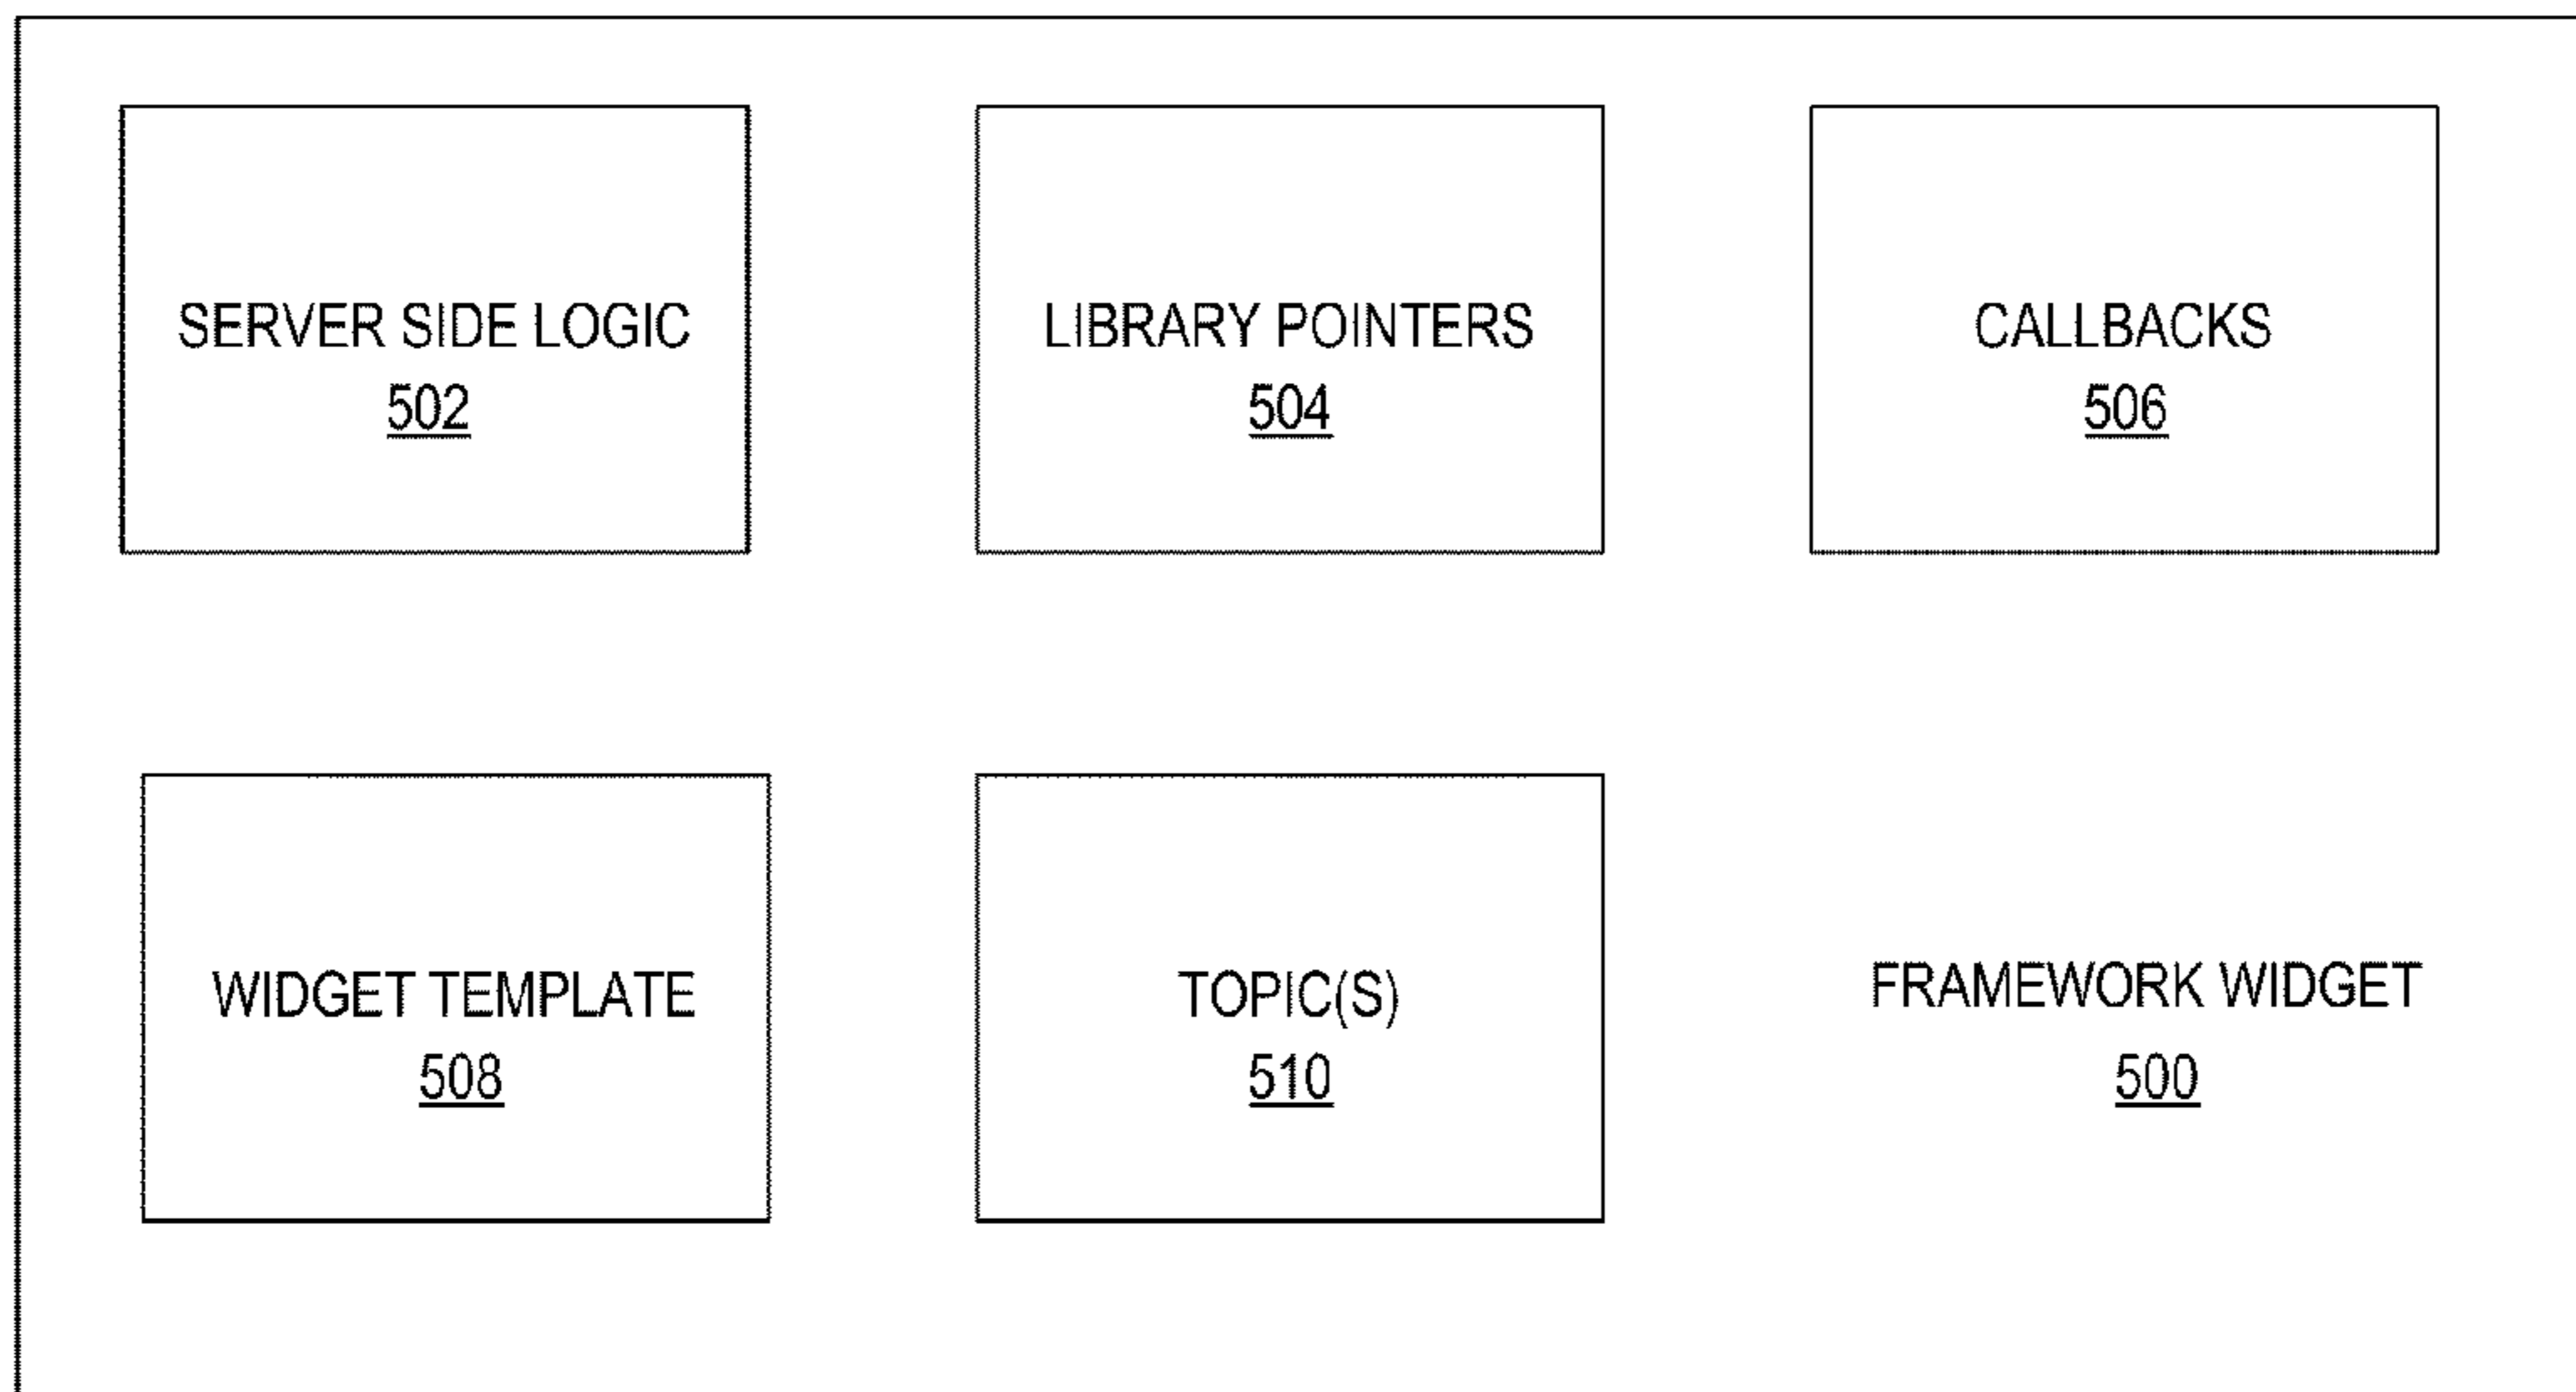 SERVER SIDE LOGIC
502
LIBRARY POINTERS
504
CALLBACKS
506
WIDGET TEMPLATE
508
TOPIC(S)
510
FRAMEWORK WIDGET
500